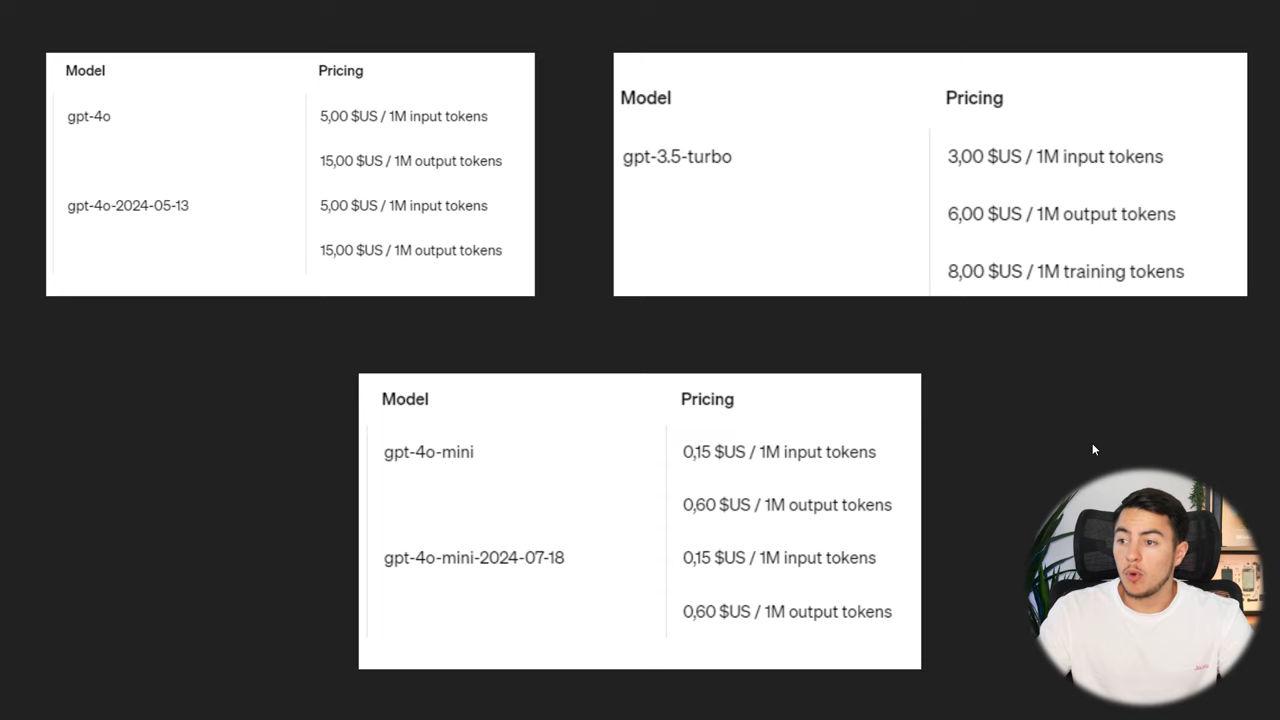 Model Pricing
gpt-4o 5,00 $US / 1M input tokens
15,00 $US / 1M output tokens
gpt-4o-2024-05-13 5,00 $US / 1M input tokens
15,00 $US / 1M output tokens
Model Pricing
gpt-3.5-turbo 3,00 $US / 1M input tokens
6,00 $US / 1M output tokens
8,00 $US / 1M training tokens
Model Pricing
gpt-4o-mini 0,15 $US / 1M input tokens
0,60 $US / 1M output tokens
gpt-4o-mini-2024-07-18 0,15 $US / 1M input tokens
0,60 $US / 1M output tokens